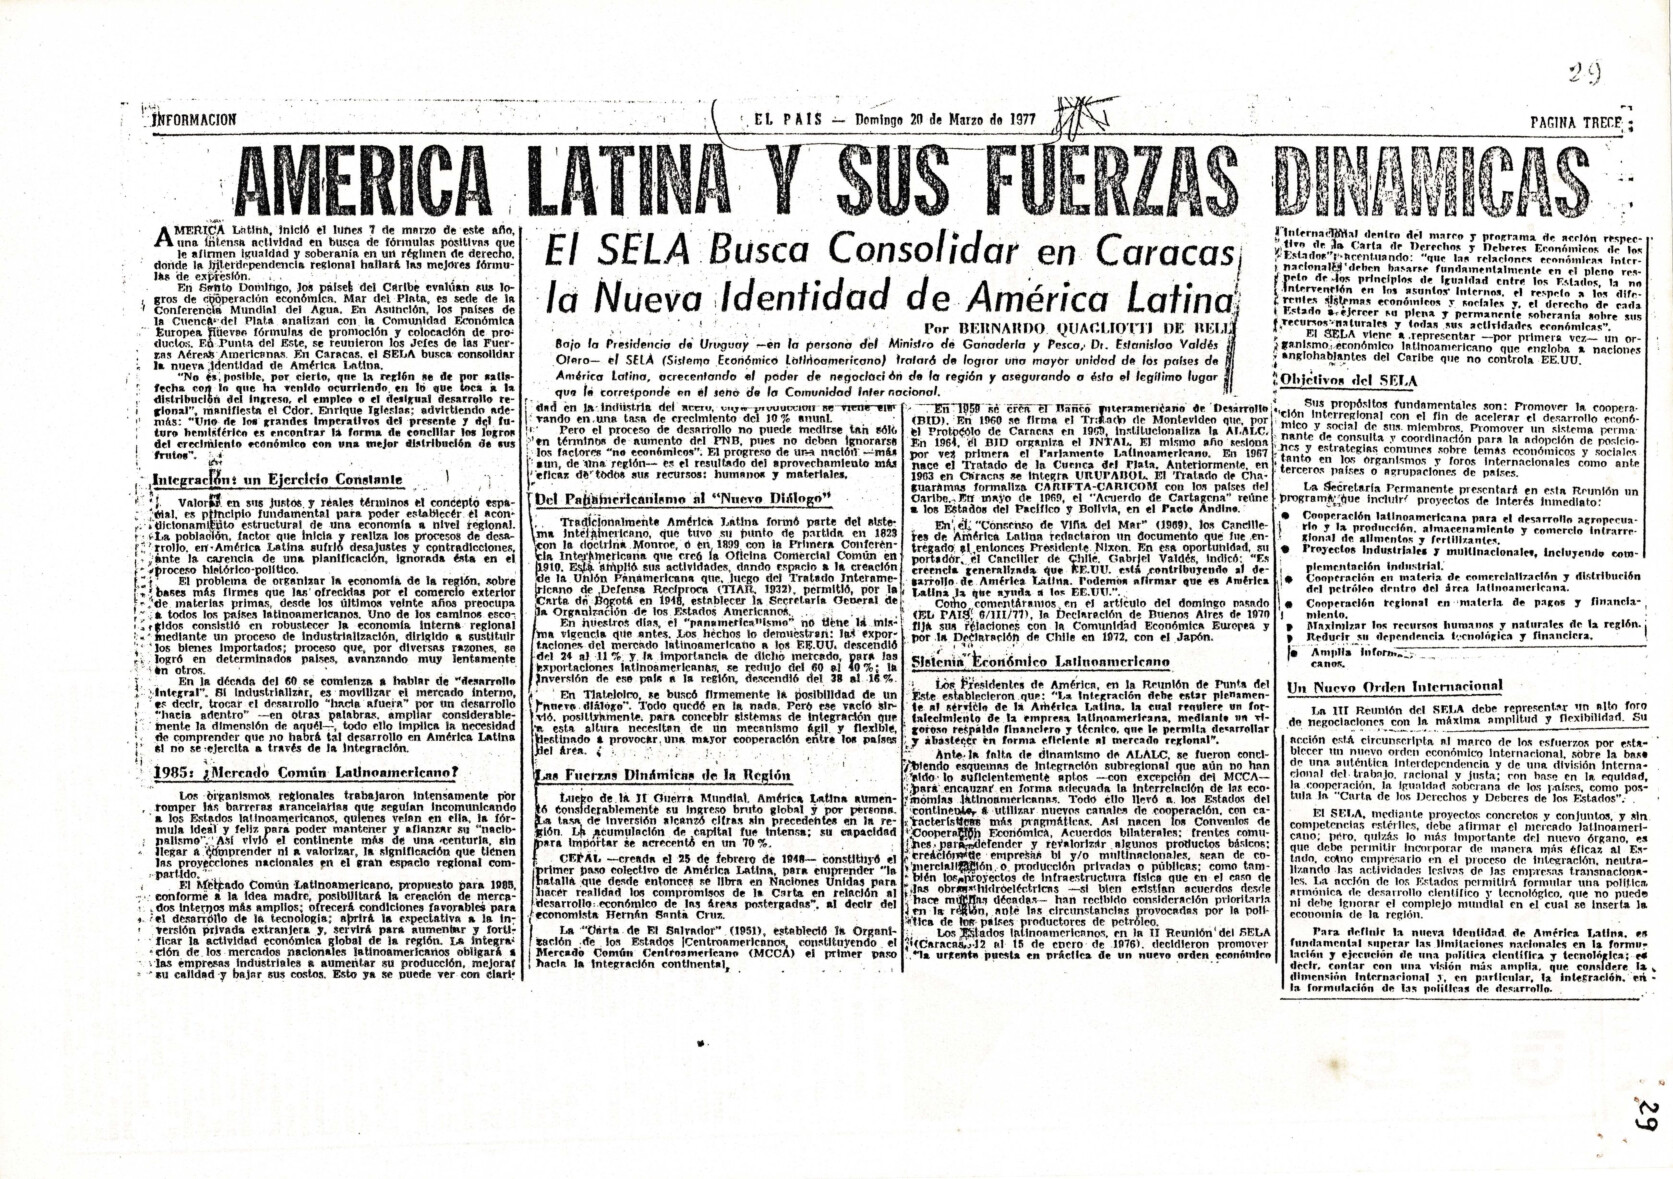 29
INFORMACION
EL PAIS — Domingo 20 de Marzo de 1977
PAGINA TRECE
AMERICA LATINA Y SUS FUERZAS DINAMICAS
AMERICA Latina, inició el lunes 7 de marzo de este año,
una intensa actividad en busca de fórmulas positivas que
le afirmen igualdad y soberanía en un régimen de derecho,
donde la interdependencia regional hallará las mejores fórmu-
las de expresión.
En Santo Domingo, los países del Caribe evalúan sus lo-
gros de cooperación económica. Mar del Plata, es sede de la
Conferencia Mundial del Agua. En Asunción, los países de
la Cuenca del Plata analizan con la Comunidad Económica
Europea nuevas fórmulas de promoción y colocación de pro-
ductos. En Punta del Este, se reunieron los Jefes de las Fuer-
zas Aéreas Americanas. En Caracas, el SELA busca consolidar
la nueva identidad de América Latina.
"No es posible, por cierto, que la región se de por satis-
fecha con lo que ha venido ocurriendo en lo que toca a la
distribución del ingreso, el empleo o el desigual desarrollo re-
gional", manifiesta el Cdor. Enrique Iglesias; advirtiendo ade-
más: "Uno de los grandes imperativos del presente y del fu-
turo hemisférico es encontrar la forma de conciliar los logros
del crecimiento económico con una mejor distribución de sus
frutos".
Integración: un Ejercicio Constante
Valorar en sus justos y reales términos el concepto espa-
cial, es principio fundamental para poder establecer el acon-
dicionamiento estructural de una economía a nivel regional.
La población, factor que inicia y realiza los procesos de desa-
rrollo, en América Latina sufrió desajustes y contradicciones,
ante la carencia de una planificación, ignorada ésta en el
proceso histórico-político.
El problema de organizar la economía de la región, sobre
bases más firmes que las ofrecidas por el comercio exterior
de materias primas, desde los últimos veinte años preocupa
a todos los países latinoamericanos. Uno de los caminos esco-
gidos consistió en robustecer la economía interna regional
mediante un proceso de industrialización, dirigido a sustituir
los bienes importados; proceso que, por diversas razones, se
logró en determinados países, avanzando muy lentamente
en otros.
En la década del 60 se comienza a hablar de "desarrollo
integral". Si industrializar, es movilizar el mercado interno,
es decir, trocar el desarrollo "hacia afuera" por un desarrollo
"hacia adentro" —en otras palabras, ampliar considerable-
mente la dimensión de aquél—, todo ello implica la necesidad
de comprender que no habrá tal desarrollo en América Latina
si no se ejercita a través de la integración.
1985: ¿Mercado Común Latinoamericano?
Los organismos regionales trabajaron intensamente por
romper las barreras arancelarias que seguían incomunicando
a los Estados latinoamericanos, quienes veían en ella, la fór-
mula ideal y feliz para poder mantener y afianzar su "nacio-
nalismo". Así vivió el continente más de una centuria, sin
llegar a comprender ni a valorizar, la significación que tienen
las proyecciones nacionales en el gran espacio regional com-
partido.
El Mercado Común Latinoamericano, propuesto para 1985,
conforme a la idea madre, posibilitará la creación de merca-
dos internos más amplios; ofrecerá condiciones favorables para
el desarrollo de la tecnología; abrirá la espectativa a la in-
versión privada extranjera y, servirá para aumentar y forti-
ficar la actividad económica global de la región. La integra-
ción de los mercados nacionales latinoamericanos obligará a
las empresas industriales a aumentar su producción, mejorar
su calidad y bajar sus costos. Esto ya se puede ver con clari-
El SELA Busca Consolidar en Caracas
la Nueva Identidad de América Latina
Por BERNARDO QUAGLIOTTI DE BELL
Bajo la Presidencia de Uruguay —en la persona del Ministro de Ganadería y Pesca, Dr. Estanislao Valdés
Otero— el SELA (Sistema Económico Latinoamericano) tratará de lograr una mayor unidad de los países de
América Latina, acrecentando el poder de negociación de la región y asegurando a ésta el legítimo lugar
que le corresponde en el seno de la Comunidad Internacional.
dad en la industria del acero, cuya producción se viene ele-
vando en una tasa de crecimiento del 10 % anual.
Pero el proceso de desarrollo no puede medirse tan sólo
en términos de aumento del PNB, pues no deben ignorarse
los factores "no económicos". El progreso de una nación —más
aun, de una región— es el resultado del aprovechamiento más
eficaz de todos sus recursos: humanos y materiales.
Del Panamericanismo al "Nuevo Diálogo"
Tradicionalmente América Latina formó parte del siste-
ma Interamericano, que tuvo su punto de partida en 1823
con la doctrina Monroe, ó en 1899 con la Primera Conferen-
cia Interamericana que creó la Oficina Comercial Común en
1910. Esta amplió sus actividades, dando espacio a la creación
de la Unión Panamericana que, luego del Tratado Interame-
ricano de Defensa Recíproca (TIAR, 1932), permitió, por la
Carta de Bogotá en 1948, establecer la Secretaría General de
la Organización de los Estados Americanos.
En nuestros días, el "panamericanismo" no tiene la mis-
ma vigencia que antes. Los hechos lo demuestran: las expor-
taciones del mercado latinoamericano a los EE.UU. descendió
del 24 al 11 % y la importancia de dicho mercado, para las
exportaciones latinoamericanas, se redujo del 60 al 40 %; la
inversión de ese país a la región, descendió del 38 al 16 %.
En Tlatelolco, se buscó firmemente la posibilidad de un
"nuevo diálogo". Todo quedó en la nada. Pero ese vacío sir-
vió, positivamente, para concebir sistemas de integración que
a esta altura necesitan de un mecanismo ágil y flexible,
destinado a provocar una mayor cooperación entre los países
del área.
Las Fuerzas Dinámicas de la Región
Luego de la II Guerra Mundial, América Latina aumen-
tó considerablemente su ingreso bruto global y por persona.
La tasa de inversión alcanzó cifras sin precedentes en la re-
gión. La acumulación de capital fue intensa; su capacidad
para importar se acrecentó en un 70 %.
CEPAL —creada el 25 de febrero de 1948— constituyó el
primer paso colectivo de América Latina, para emprender "la
batalla que desde entonces se libra en Naciones Unidas para
hacer realidad los compromisos de la Carta en relación al
desarrollo económico de las áreas postergadas", al decir del
economista Hernán Santa Cruz.
La "Carta de El Salvador" (1951), estableció la Organi-
zación de los Estados Centroamericanos, constituyendo el
Mercado Común Centroamericano (MCCA) el primer paso
hacia la integración continental.
En 1959 se crea el Banco Interamericano de Desarrollo
(BID). En 1960 se firma el Tratado de Montevideo que, por
el Protocolo de Caracas en 1969, institucionaliza la ALALC.
En 1964, el BID organiza el INTAL. El mismo año sesiona
por vez primera el Parlamento Latinoamericano. En 1967
nace el Tratado de la Cuenca del Plata. Anteriormente, en
1963 en Caracas se integra URUPABOL. El Tratado de Cha-
guaramas formaliza CARIFTA-CARICOM con los países del
Caribe. En mayo de 1969, el "Acuerdo de Cartagena" reúne
a los Estados del Pacífico y Bolivia, en el Pacto Andino.
En el "Consenso de Viña del Mar" (1969), los Cancille-
res de América Latina redactaron un documento que fue en-
tregado al entonces Presidente Nixon. En esa oportunidad, su
portador, el Canciller de Chile, Gabriel Valdés, indicó: "Es
creencia generalizada que EE.UU. está contribuyendo al de-
sarrollo de América Latina. Podemos afirmar que es América
Latina la que ayuda a los EE.UU.".
Como comentáramos, en el artículo del domingo pasado
(EL PAIS, 6/III/77), la Declaración de Buenos Aires de 1970
fija sus relaciones con la Comunidad Económica Europea y
por la Declaración de Chile en 1972, con el Japón.
Sistema Económico Latinoamericano
Los Presidentes de América, en la Reunión de Punta del
Este establecieron que: "La integración debe estar plenamen-
te al servicio de la América Latina, la cual requiere un for-
talecimiento de la empresa latinoamericana, mediante un vi-
goroso respaldo financiero y técnico, que le permita desarrollar
y abastecer en forma eficiente al mercado regional".
Ante la falta de dinamismo de ALALC, se fueron conci-
biendo esquemas de integración subregional que aún no han
sido lo suficientemente aptos —con excepción del MCCA—
para encauzar en forma adecuada la interrelación de las eco-
nomías latinoamericanas. Todo ello llevó a los Estados del
continente, a utilizar nuevos canales de cooperación, con ca-
racterísticas más pragmáticas. Así nacen los Convenios de
Cooperación Económica, Acuerdos bilaterales; frentes comu-
nes para defender y revalorizar algunos productos básicos;
creación de empresas bi y/o multinacionales, sean de co-
mercialización o producción privadas o públicas; como tam-
bién los proyectos de infraestructura física que en el caso de
las obras hidroeléctricas —si bien existían acuerdos desde
hace muchas décadas— han recibido consideración prioritaria
en la región, ante las circunstancias provocadas por la polí-
tica de los países productores de petróleo.
Los Estados latinoamericanos, en la II Reunión del SELA
(Caracas, 12 al 15 de enero de 1976), decidieron promover
"la urgente puesta en práctica de un nuevo orden económico
Internacional dentro del marco y programa de acción respec-
tivo de la Carta de Derechos y Deberes Económicos de los
Estados" acentuando: "que las relaciones económicas inter-
nacionales deben basarse fundamentalmente en el pleno res-
peto de los principios de igualdad entre los Estados, la no
intervención en los asuntos internos, el respeto a los dife-
rentes sistemas económicos y sociales y, el derecho de cada
Estado a ejercer su plena y permanente soberanía sobre sus
recursos naturales y todas sus actividades económicas".
El SELA viene a representar —por primera vez— un or-
ganismo económico latinoamericano que engloba a naciones
anglohablantes del Caribe que no controla EE.UU.
Objetivos del SELA
Sus propósitos fundamentales son: Promover la coopera-
ción interregional con el fin de acelerar el desarrollo econó-
mico y social de sus miembros. Promover un sistema perma-
nante de consulta y coordinación para la adopción de posicio-
nes y estrategias comunes sobre temas económicos y sociales
tanto en los organismos y foros internacionales como ante
terceros países o agrupaciones de países.
La Secretaría Permanente presentará en esta Reunión un
programa que incluirá proyectos de interés inmediato:
● Cooperación latinoamericana para el desarrollo agropecua-
rio y la producción, almacenamiento y comercio intrarre-
gional de alimentos y fertilizantes.
● Proyectos industriales y multinacionales, incluyendo com-
plementación industrial.
● Cooperación en materia de comercialización y distribución
del petróleo dentro del área latinoamericana.
● Cooperación regional en materia de pagos y financia-
miento.
● Maximizar los recursos humanos y naturales de la región.
● Reducir su dependencia tecnológica y financiera.
● Amplia
canos.
Un Nuevo Orden Internacional
La III Reunión del SELA debe representar un alto foro
de negociaciones con la máxima amplitud y flexibilidad. Su
acción está circunscripta al marco de los esfuerzos por esta-
blecer un nuevo orden económico internacional, sobre la base
de una auténtica interdependencia y de una división interna-
cional del trabajo, racional y justa; con base en la equidad,
la cooperación, la igualdad soberana de los países, como pos-
tula la "Carta de los Derechos y Deberes de los Estados".
El SELA, mediante proyectos concretos y conjuntos, y sin
competencias estériles, debe afirmar el mercado latinoameri-
cano; pero, quizás lo más importante del nuevo órgano, es
que debe permitir incorporar de manera más eficaz al Es-
tado, como empresario en el proceso de integración, neutra-
lizando las actividades lesivas de las empresas transnaciona-
les. La acción de los Estados permitirá formular una política
armónica de desarrollo científico y tecnológico, que no puede
ni debe ignorar el complejo mundial en el cual se inserta la
economía de la región.
Para definir la nueva identidad de América Latina, es
fundamental superar las limitaciones nacionales en la formu-
lación y ejecución de una política científica y tecnológica; es
decir, contar con una visión más amplia, que considere la
dimensión internacional y, en particular, la integración, en
la formulación de las políticas de desarrollo.
29